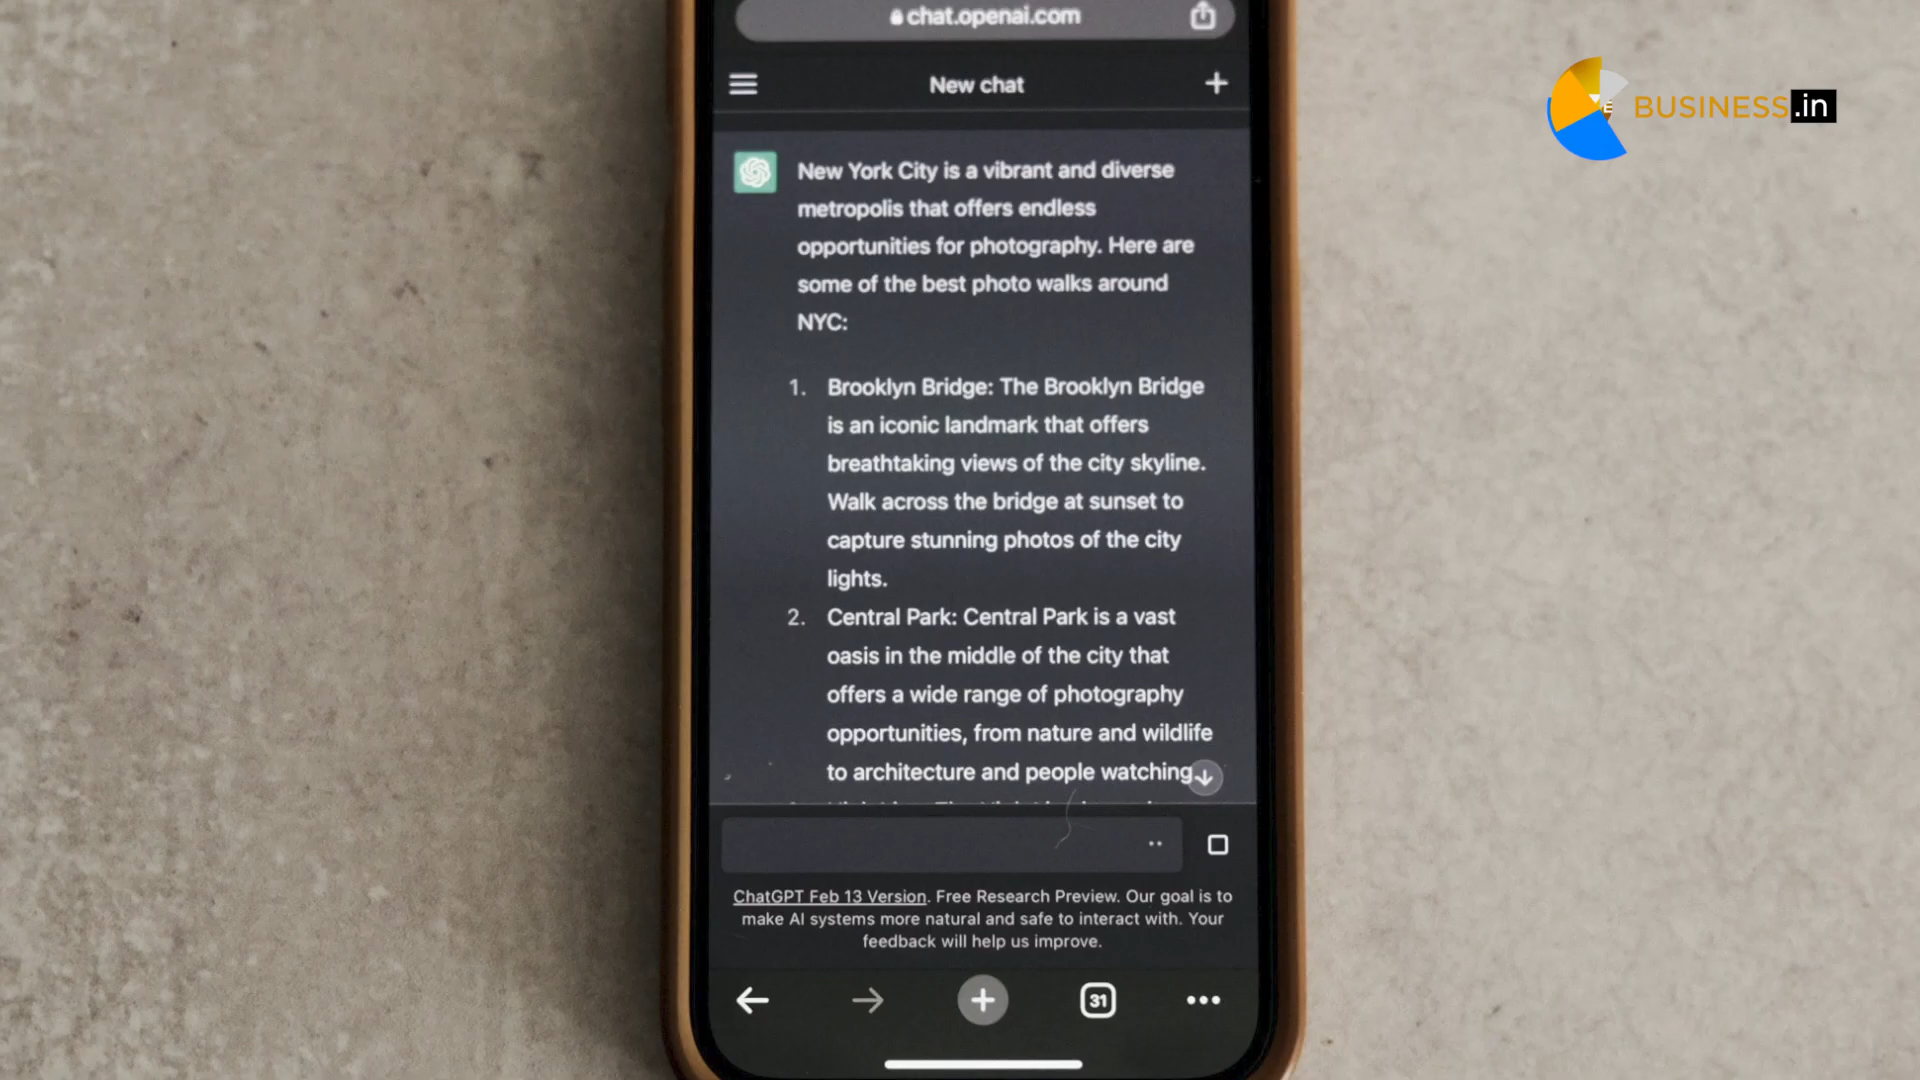 chat.openai.com
BUSINESS.in
New chat
New York City is a vibrant and diverse
metropolis that offers endless
opportunities for photography. Here are
some of the best photo walks around
NYC:
1. Brooklyn Bridge: The Brooklyn Bridge
is an iconic landmark that offers
breathtaking views of the city skyline.
Walk across the bridge at sunset to
capture stunning photos of the city
lights.
2. Central Park: Central Park is a vast
oasis in the middle of the city that
offers a wide range of photography
opportunities, from nature and wildlife
to architecture and people watching
ChatGPT Feb 13 Version. Free Research Preview. Our goal is to
make AI systems more natural and safe to interact with. Your
feedback will help us improve.
31